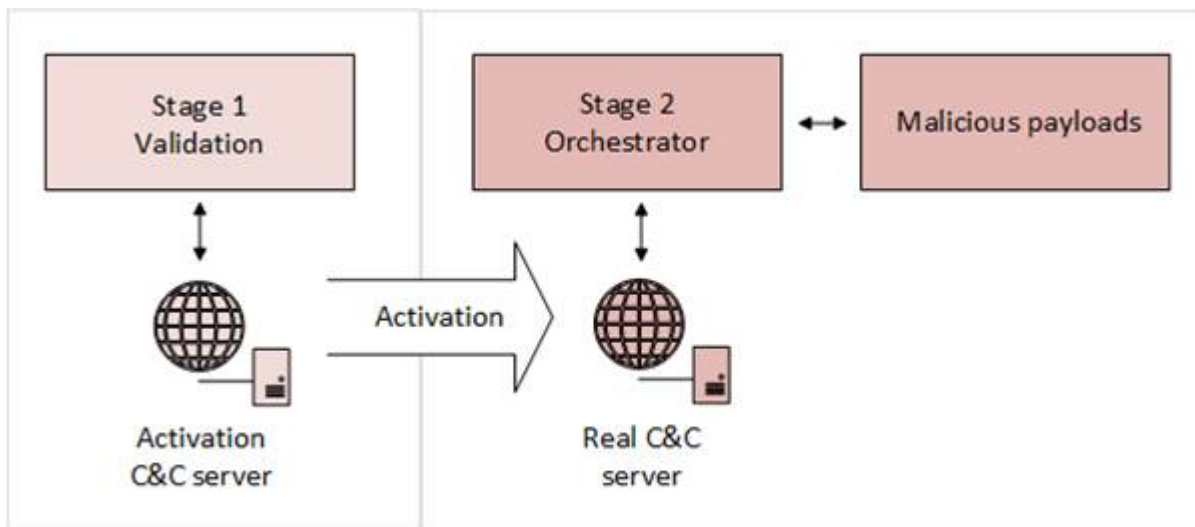 Stage 1
Validation
Stage 2
Orchestrator
Malicious payloads
Activation
Activation
C&C server
Real C&C
server